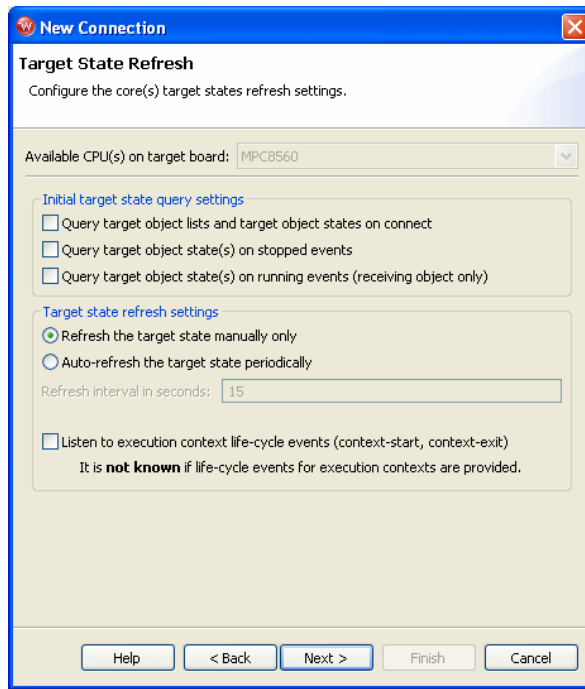 New Connection
Target State Refresh
Configure the core(s) target states refresh settings.
Available CPU(s) on target board: MPC8560
Initial target state query settings
Query target object lists and target object states on connect
Query target object state(s) on stopped events
Query target object state(s) on running events (receiving object only)
Target state refresh settings
Refresh the target state manually only
Auto-refresh the target state periodically
Refresh interval in seconds: 15
Listen to execution context life-cycle events (context-start, context-exit)
It is not known if life-cycle events for execution contexts are provided.
Help < Back Next > Finish Cancel